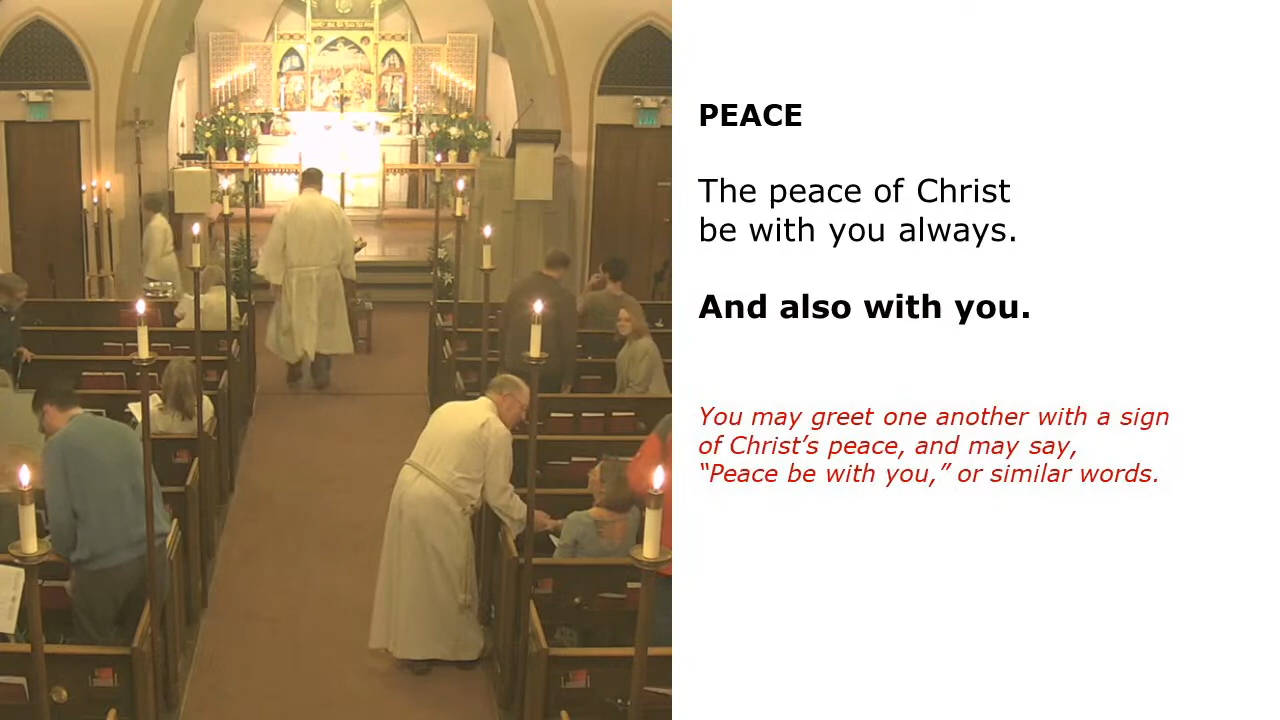 PEACE
The peace of Christ
be with you always.
And also with you.
You may greet one another with a sign
of Christ’s peace, and may say,
“Peace be with you,” or similar words.